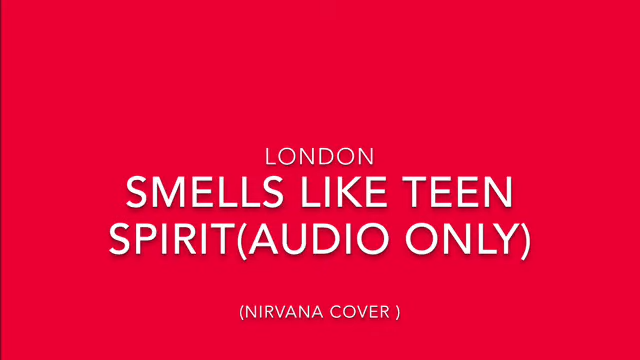 LONDON
SMELLS LIKE TEEN
SPIRIT(AUDIO ONLY)
(NIRVANA COVER )